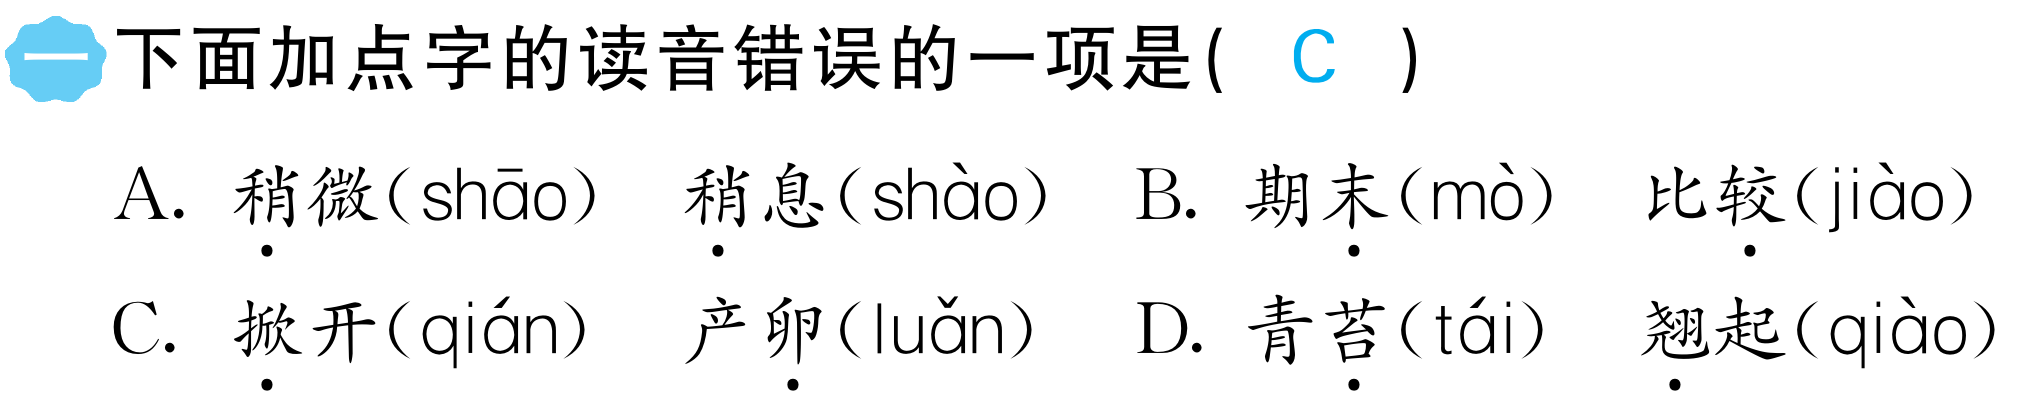 一 下面加点字的读音错误的一项是( C )
A. 稍微(shāo) 稍息(shào) B. 期末(mò) 比较(jiào)
C. 掀开(qián) 产卵(luǎn) D. 青苔(tái) 翘起(qiào)